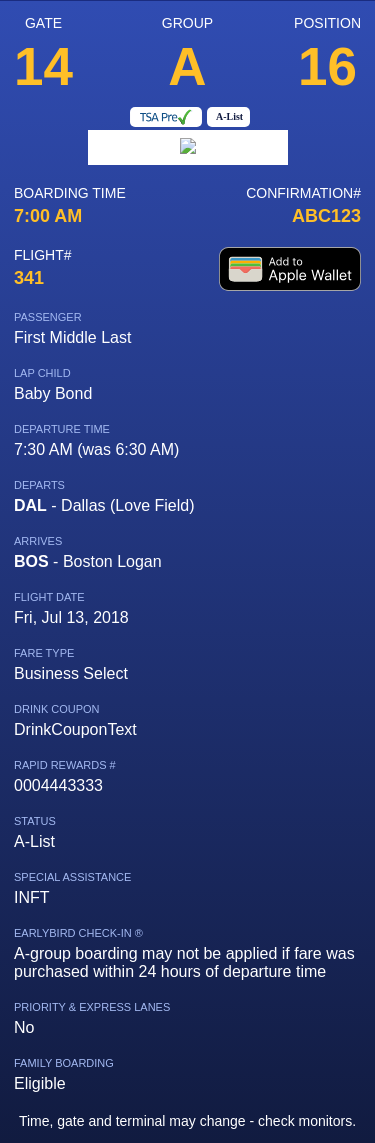 GATE GROUP POSITION
14 A 16
TSA Pre✓ A-List
BOARDING TIME CONFIRMATION#
7:00 AM ABC123
FLIGHT#
341
Add to
Apple Wallet
PASSENGER
First Middle Last
LAP CHILD
Baby Bond
DEPARTURE TIME
7:30 AM (was 6:30 AM)
DEPARTS
DAL - Dallas (Love Field)
ARRIVES
BOS - Boston Logan
FLIGHT DATE
Fri, Jul 13, 2018
FARE TYPE
Business Select
DRINK COUPON
DrinkCouponText
RAPID REWARDS #
0004443333
STATUS
A-List
SPECIAL ASSISTANCE
INFT
EARLYBIRD CHECK-IN ®
A-group boarding may not be applied if fare was
purchased within 24 hours of departure time
PRIORITY & EXPRESS LANES
No
FAMILY BOARDING
Eligible
Time, gate and terminal may change - check monitors.